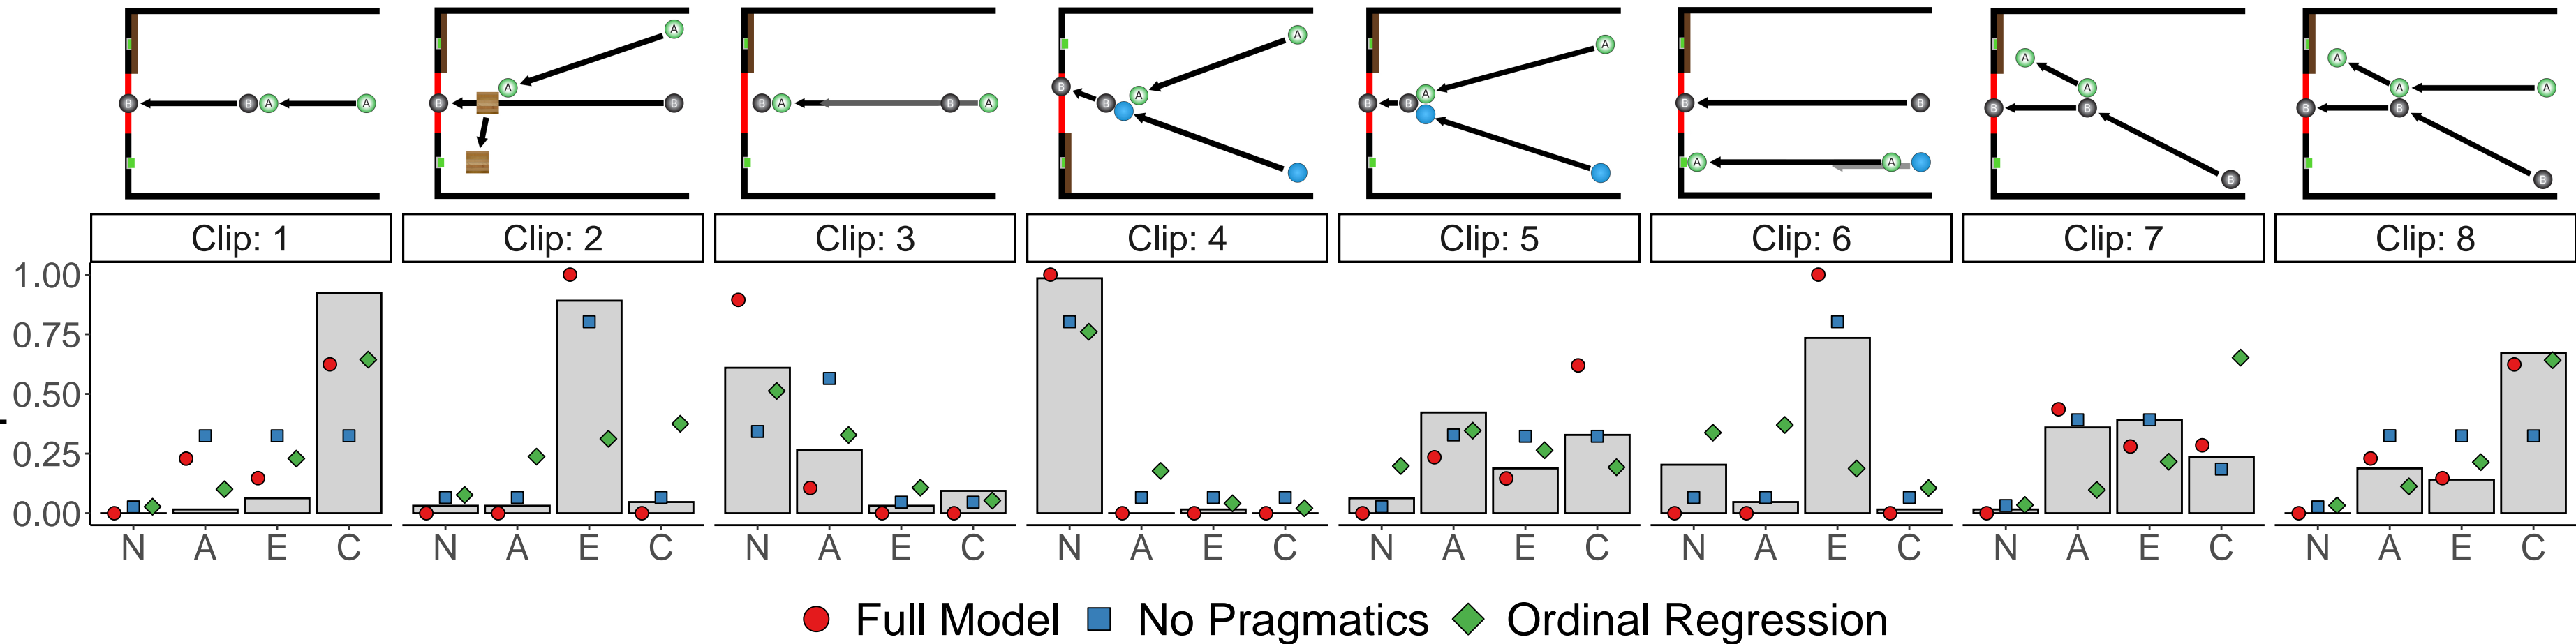 B B A A
A A B B
B A B A
A B A B
A A B B
B B A A
A A B B B
A A A B B B
Clip: 1 Clip: 2 Clip: 3 Clip: 4 Clip: 5 Clip: 6 Clip: 7 Clip: 8
1.00
0.75
0.50
0.25
0.00
N A E C N A E C N A E C N A E C N A E C N A E C N A E C N A E C
Full Model No Pragmatics Ordinal Regression